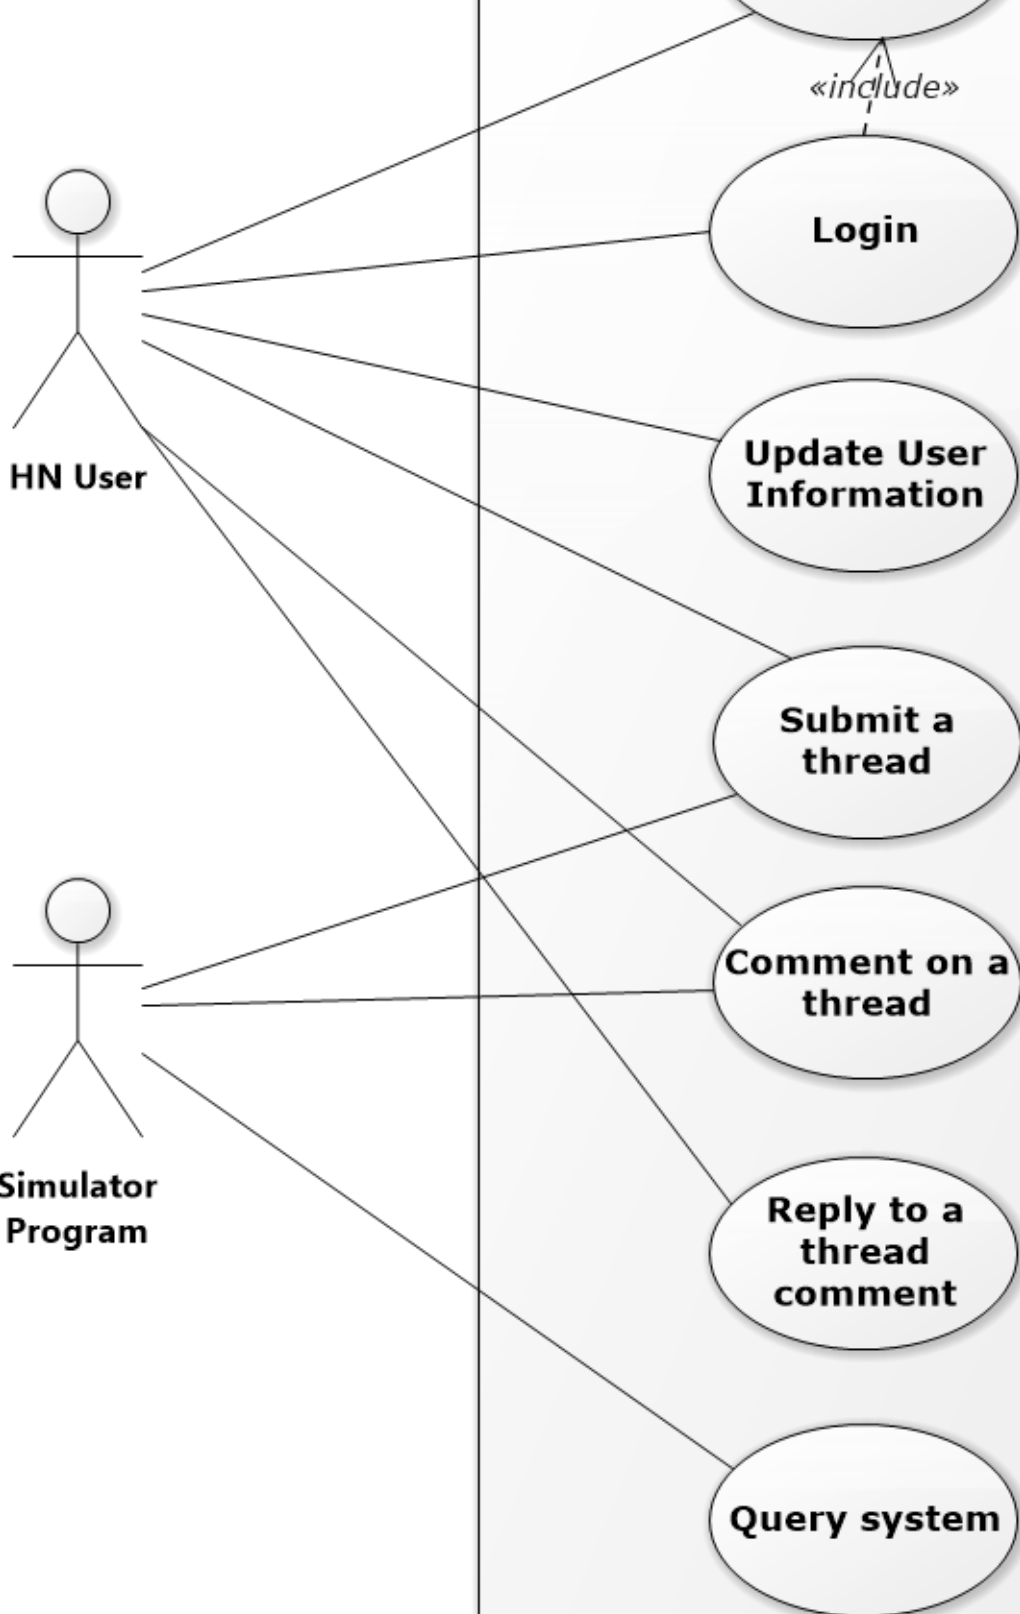 «include»
Login
HN User
Update User
Information
Submit a
thread
Comment on a
thread
Simulator
Program
Reply to a
thread
comment
Query system